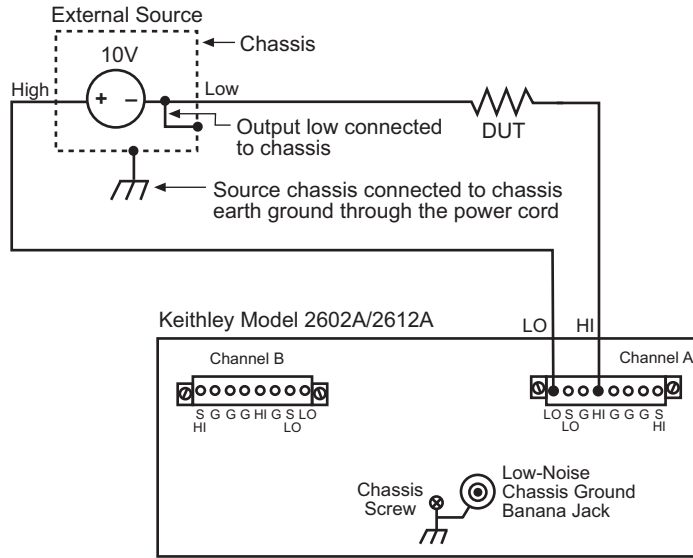 External Source
Chassis
10V
High
+ −
Low
Output low connected
to chassis
DUT
Source chassis connected to chassis
earth ground through the power cord
Keithley Model 2602A/2612A
LO HI
Channel B
Channel A
S G G G HI G S LO
HI LO
LO S G HI G G G S
LO HI
Chassis
Screw
Low-Noise
Chassis Ground
Banana Jack